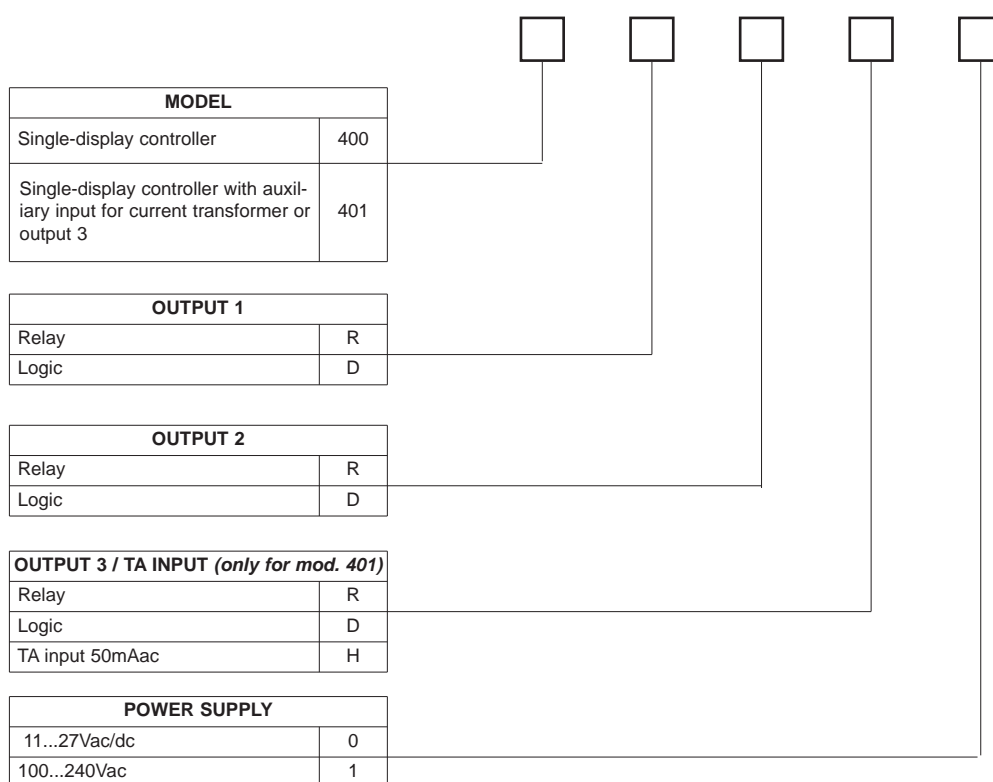 MODEL
Single-display controller 400
Single-display controller with auxil-
iary input for current transformer or
output 3
401
OUTPUT 1
Relay R
Logic D
OUTPUT 2
Relay R
Logic D
OUTPUT 3 / TA INPUT (only for mod. 401)
Relay R
Logic D
TA input 50mAac H
POWER SUPPLY
11...27Vac/dc 0
100...240Vac 1